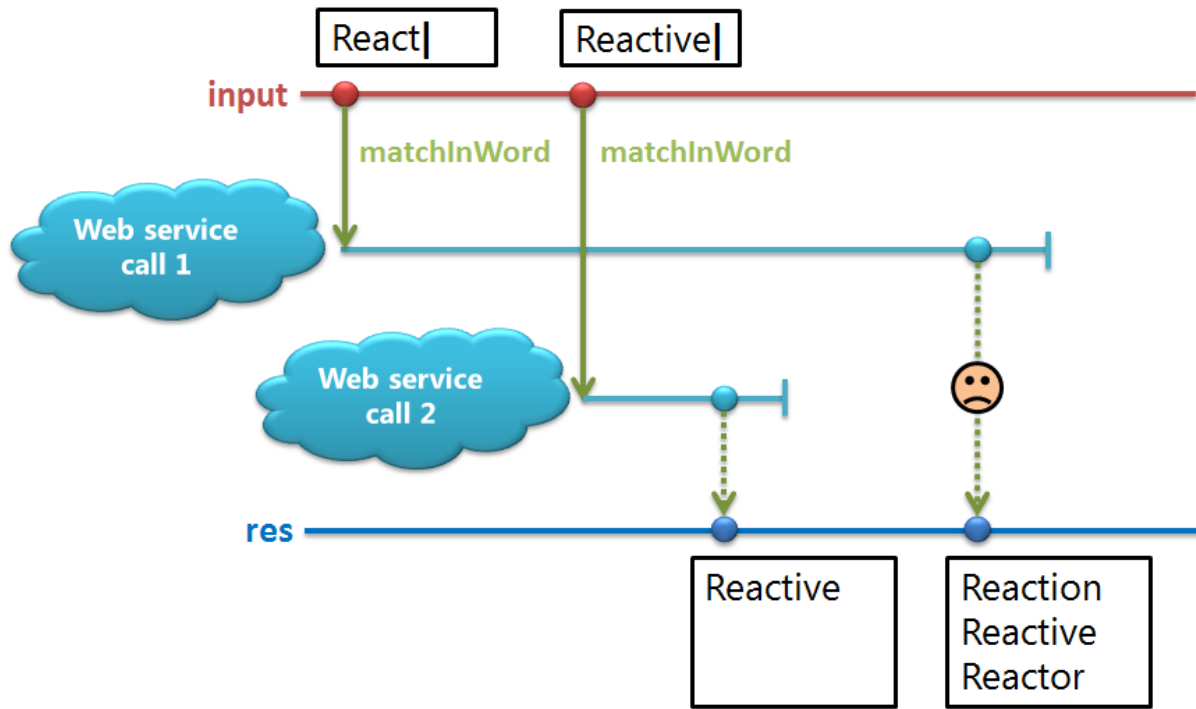 React|
Reactive|
input
matchInWord
matchInWord
Web service
call 1
Web service
call 2
res
Reactive
Reaction
Reactive
Reactor